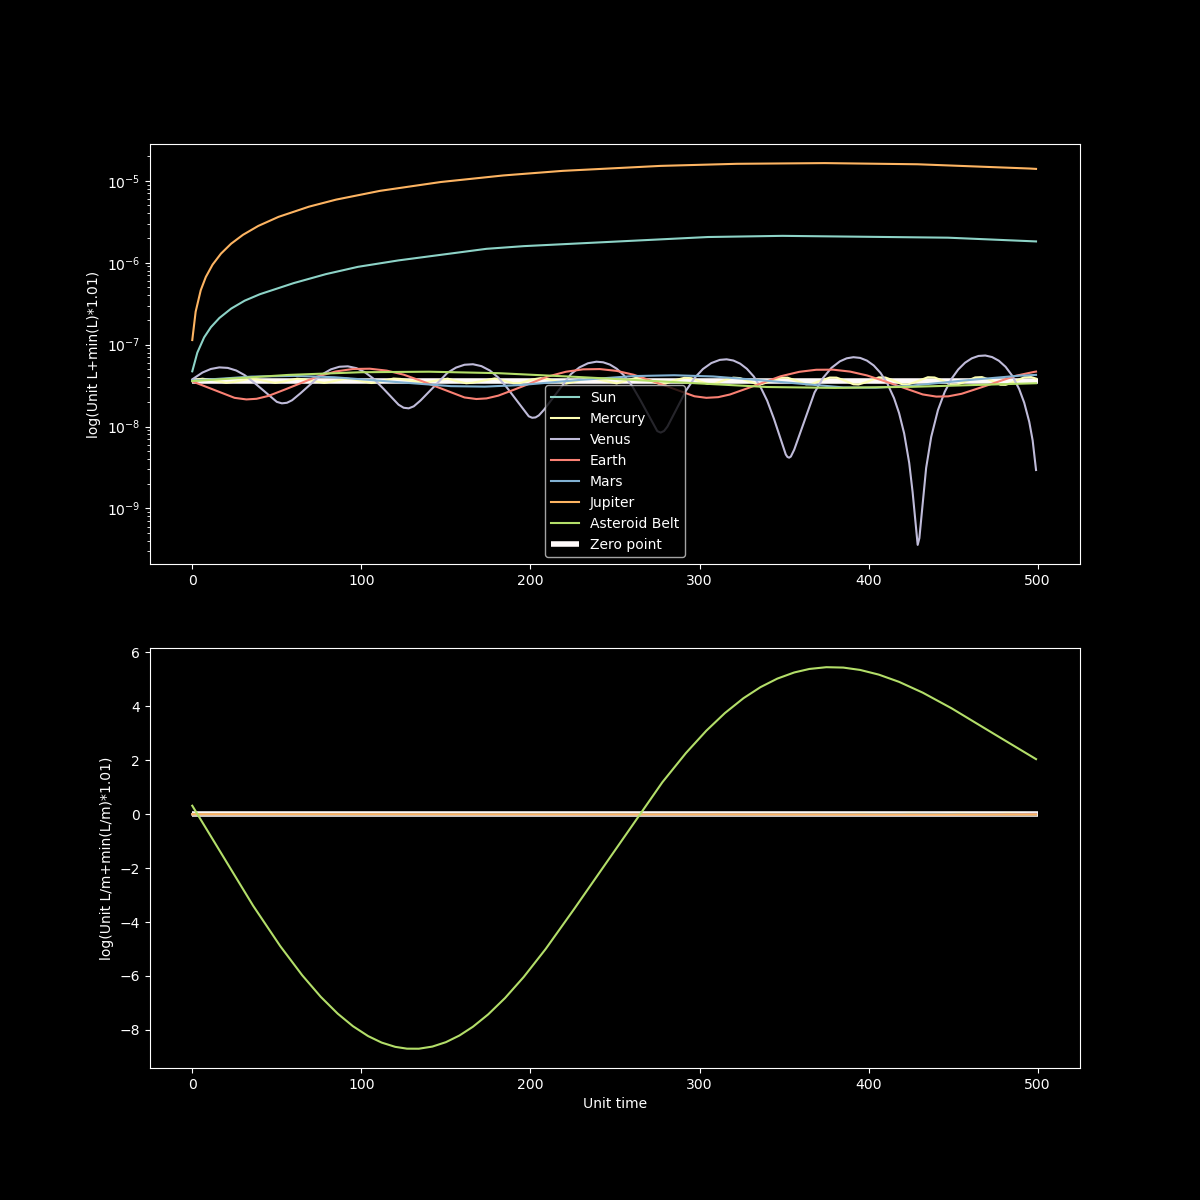 log(Unit L+min(L)*1.01)
10⁻⁵
10⁻⁶
10⁻⁷
10⁻⁸
10⁻⁹
Sun
Mercury
Venus
Earth
Mars
Jupiter
Asteroid Belt
Zero point
0 100 200 300 400 500
log(Unit L/m+min(L/m)*1.01)
6
4
2
0
−2
−4
−6
−8
0 100 200 300 400 500
Unit time